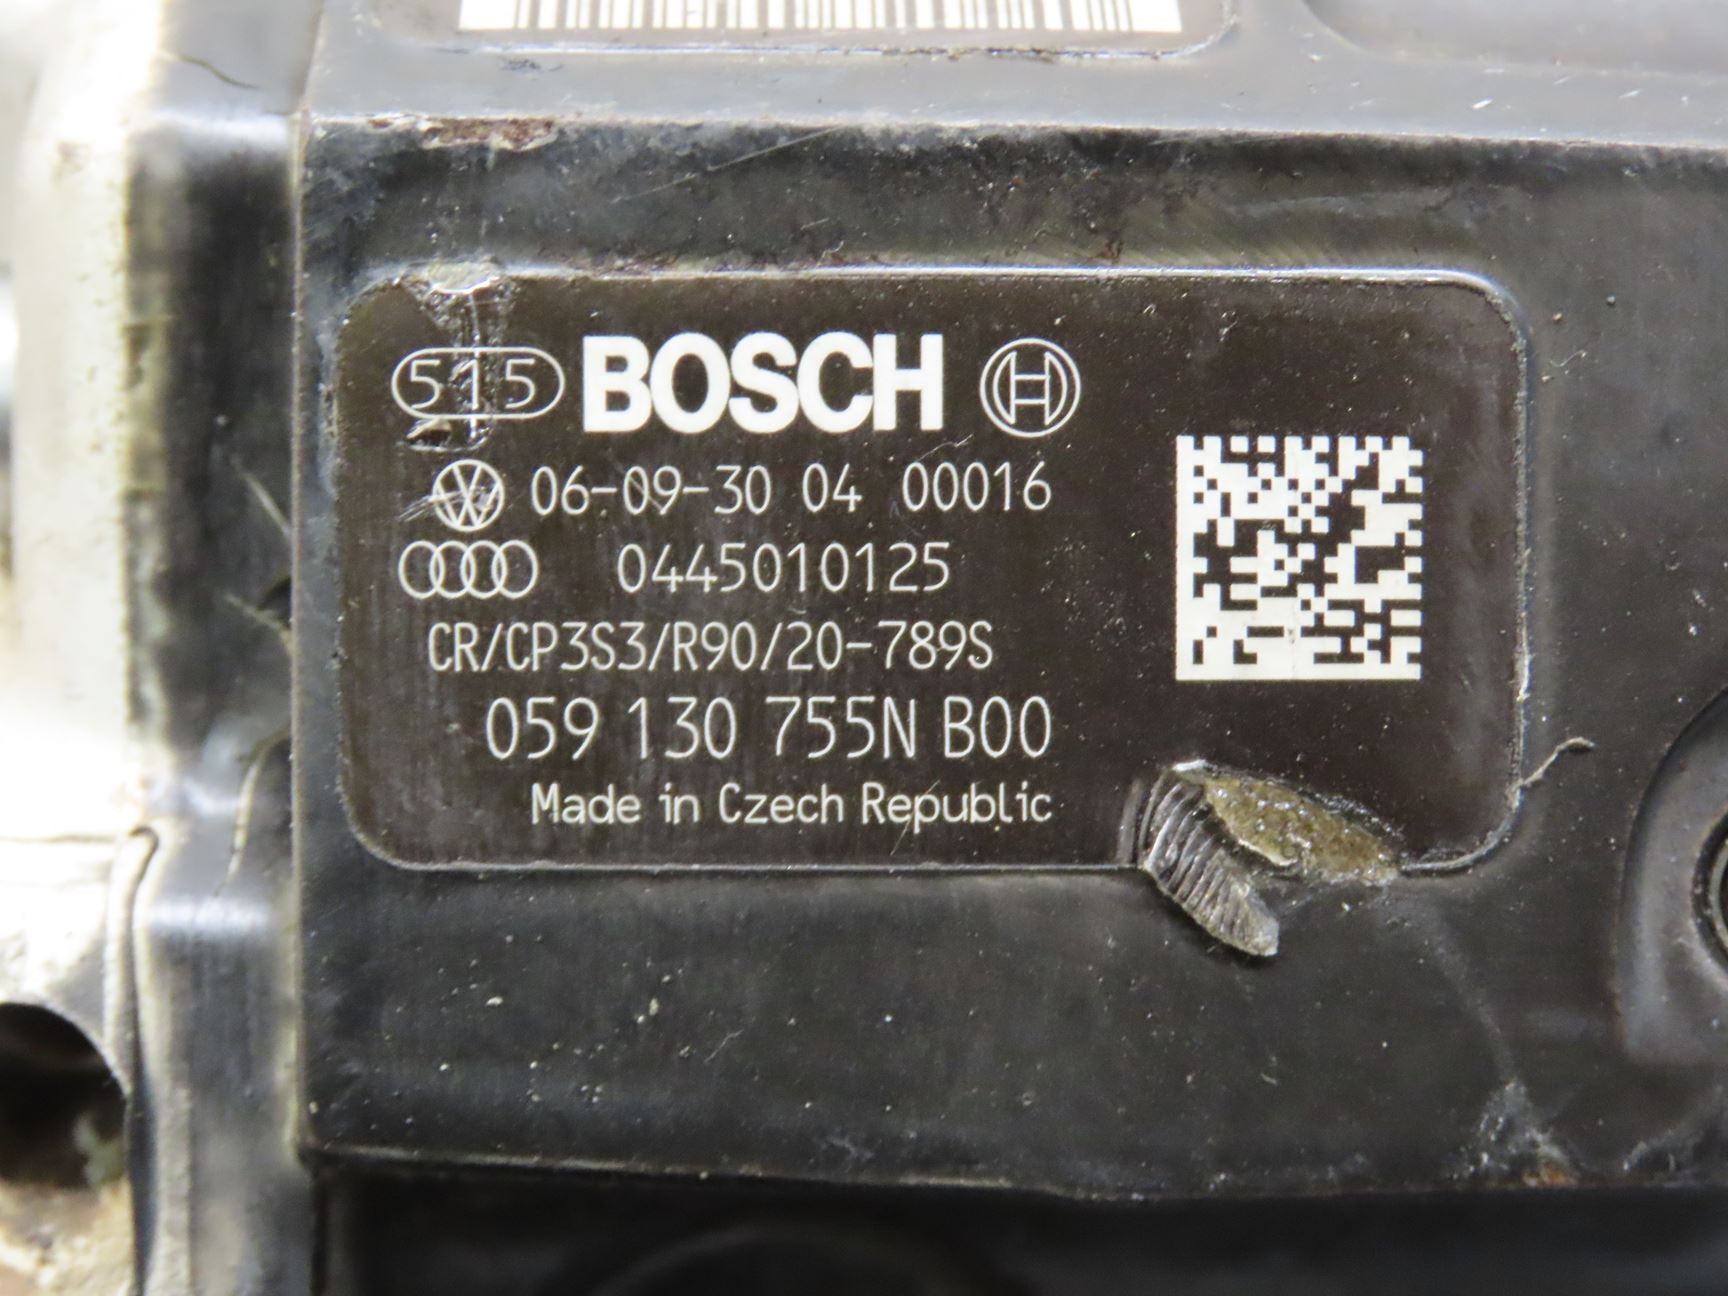 515 BOSCH
06-09-30 04 00016
0445010125
CR/CP3S3/R90/20-789S
059 130 755N B00
Made in Czech Republic